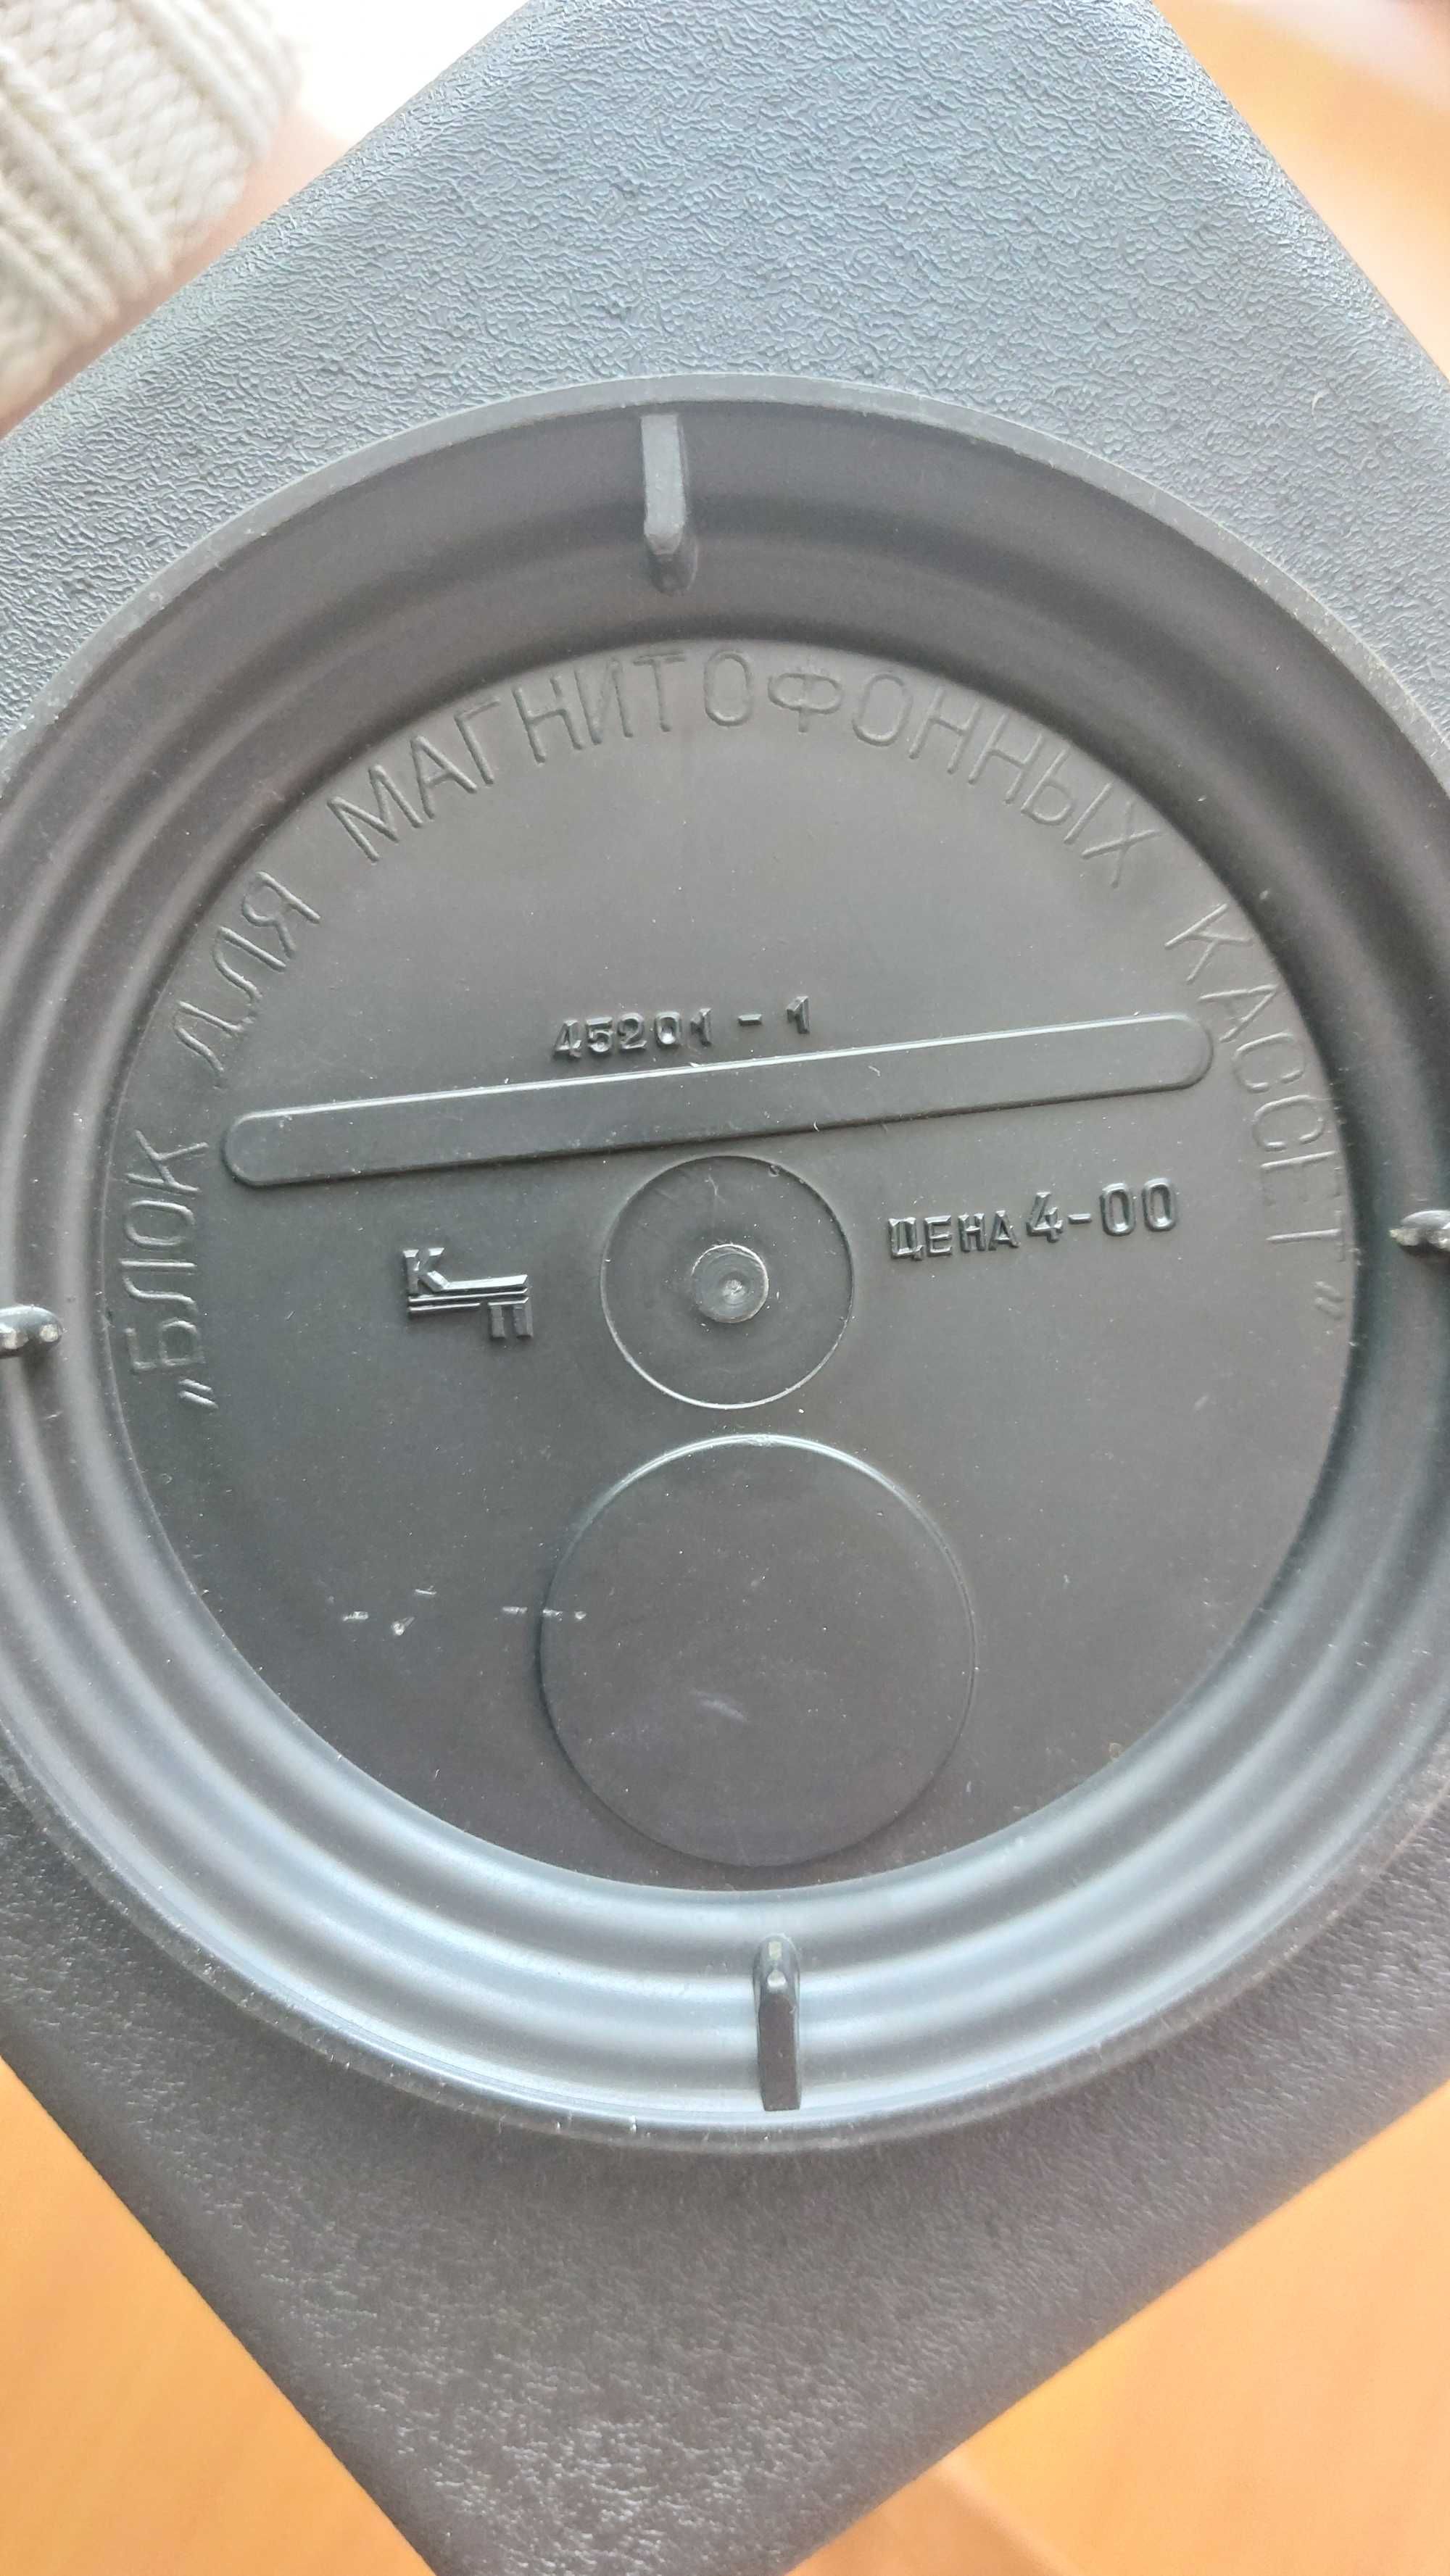 „БЛОК ДЛЯ МАГНИТОФОННЫХ КАССЕТ”
45201-1
ЦЕНА 4-00
К
П